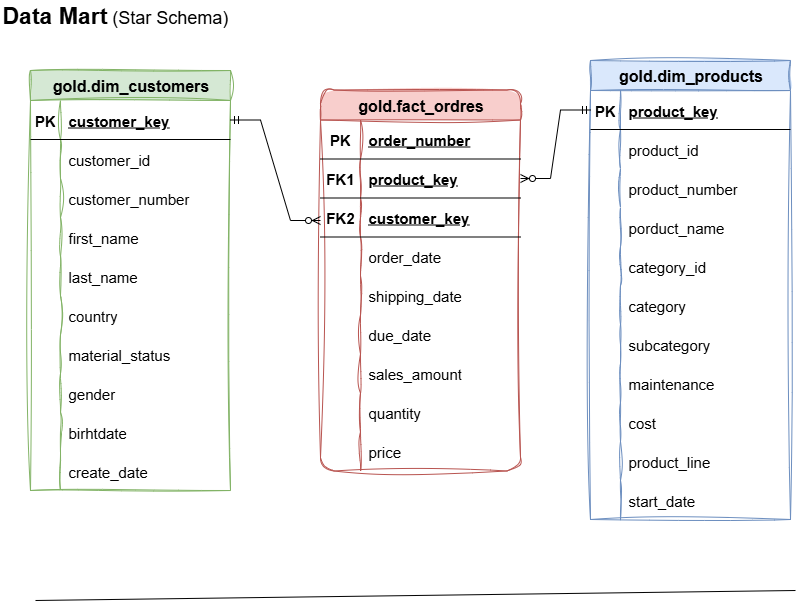 Data Mart (Star Schema)
gold.dim_customers
PK customer_key
customer_id
customer_number
first_name
last_name
country
material_status
gender
birhtdate
create_date
gold.fact_ordres
PK order_number
FK1 product_key
FK2 customer_key
order_date
shipping_date
due_date
sales_amount
quantity
price
gold.dim_products
PK product_key
product_id
product_number
porduct_name
category_id
category
subcategory
maintenance
cost
product_line
start_date